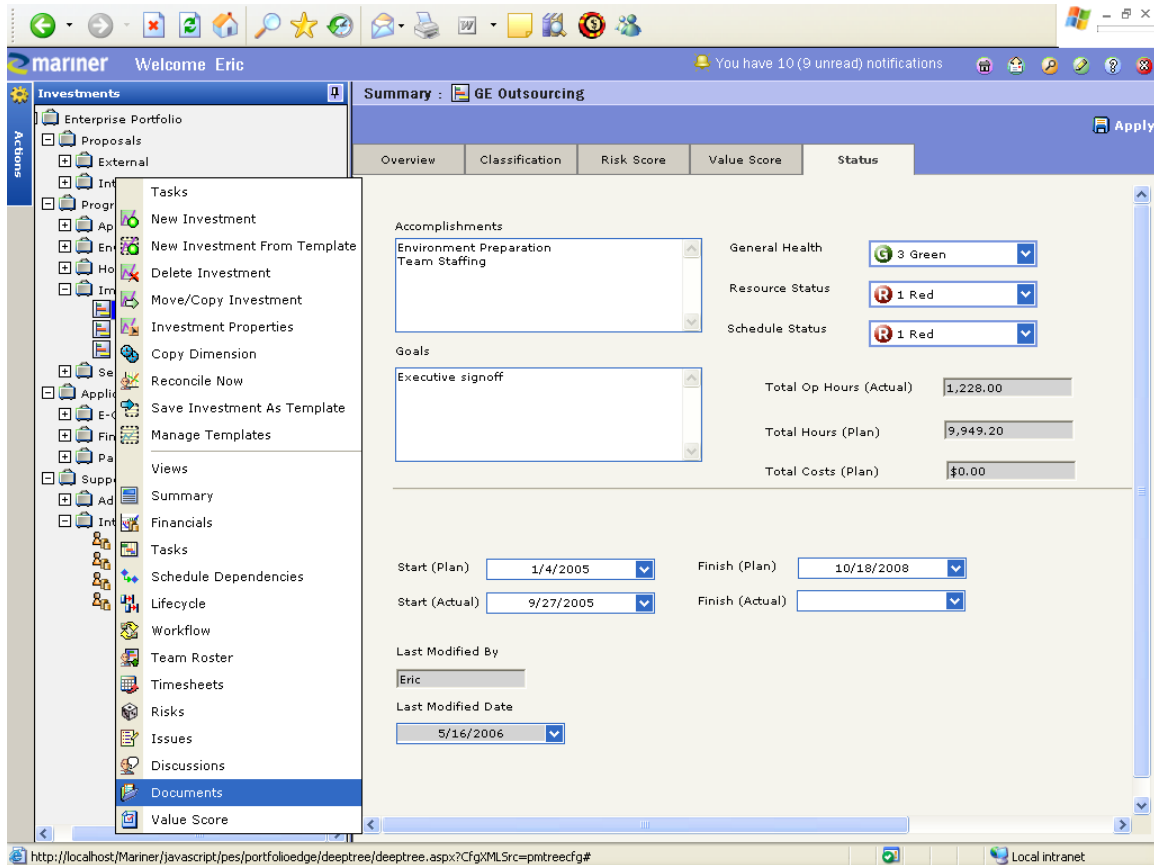 mariner Welcome Eric
You have 10 (9 unread) notifications
Actions
Investments
Summary : GE Outsourcing
Apply
Enterprise Portfolio
Proposals
External
Int
Progr
Ap
En
Ho
Im
Se
Applic
E-C
Fin
Pa
Suppo
Ad
Int
Tasks
New Investment
New Investment From Template
Delete Investment
Move/Copy Investment
Investment Properties
Copy Dimension
Reconcile Now
Save Investment As Template
Manage Templates
Views
Summary
Financials
Tasks
Schedule Dependencies
Lifecycle
Workflow
Team Roster
Timesheets
Risks
Issues
Discussions
Documents
Value Score
Overview Classification Risk Score Value Score Status
Accomplishments
Environment Preparation
Team Staffing
General Health G 3 Green
Resource Status R 1 Red
Schedule Status R 1 Red
Goals
Executive signoff
Total Op Hours (Actual) 1,228.00
Total Hours (Plan) 9,949.20
Total Costs (Plan) $0.00
Start (Plan) 1/4/2005 Finish (Plan) 10/18/2008
Start (Actual) 9/27/2005 Finish (Actual)
Last Modified By
Eric
Last Modified Date
5/16/2006
http://localhost/Mariner/javascript/pes/portfolioedge/deeptree/deeptree.aspx?CfgXMLSrc=pmtreecfg#
Local intranet